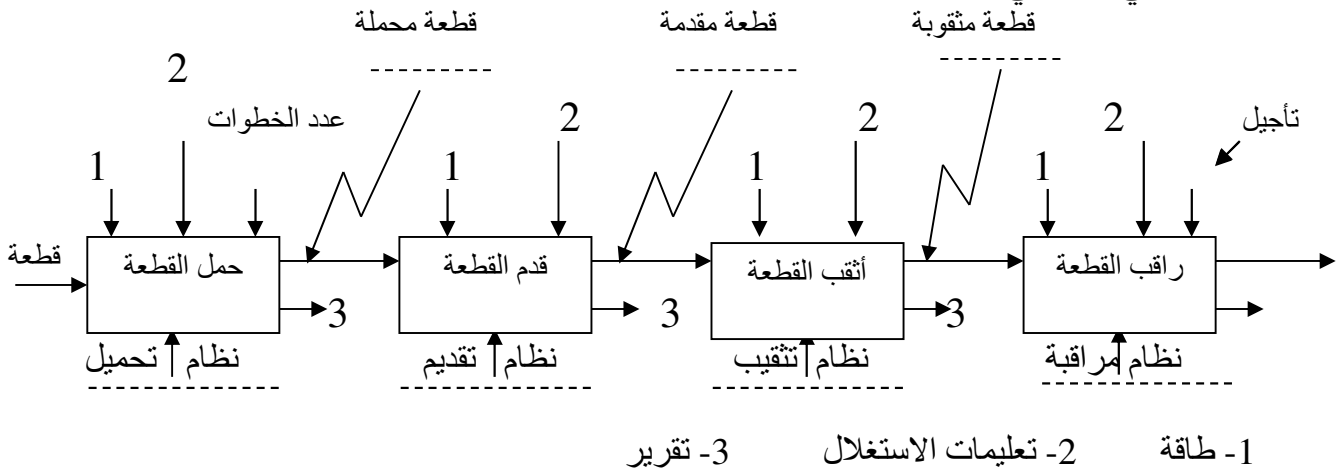 قطعة مثقوبة
قطعة مقدمة
قطعة محملة
تأجيل
2
2
2
2
عدد الخطوات
1
1
1
1
راقب القطعة
أثقب القطعة
قدم القطعة
حمل القطعة
قطعة
3
3
3
نظام مراقبة
نظام تثقيب
نظام تقديم
نظام تحميل
1- طاقة 2- تعليمات الاستغلال 3- تقرير